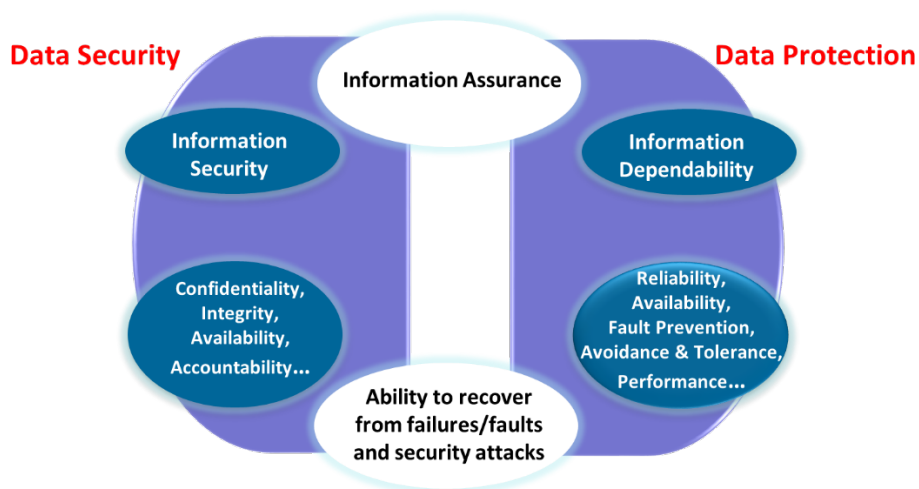 Data Security
Data Protection
Information Assurance
Information
Security
Information
Dependability
Confidentiality,
Integrity,
Availability,
Accountability...
Reliability,
Availability,
Fault Prevention,
Avoidance & Tolerance,
Performance...
Ability to recover
from failures/faults
and security attacks